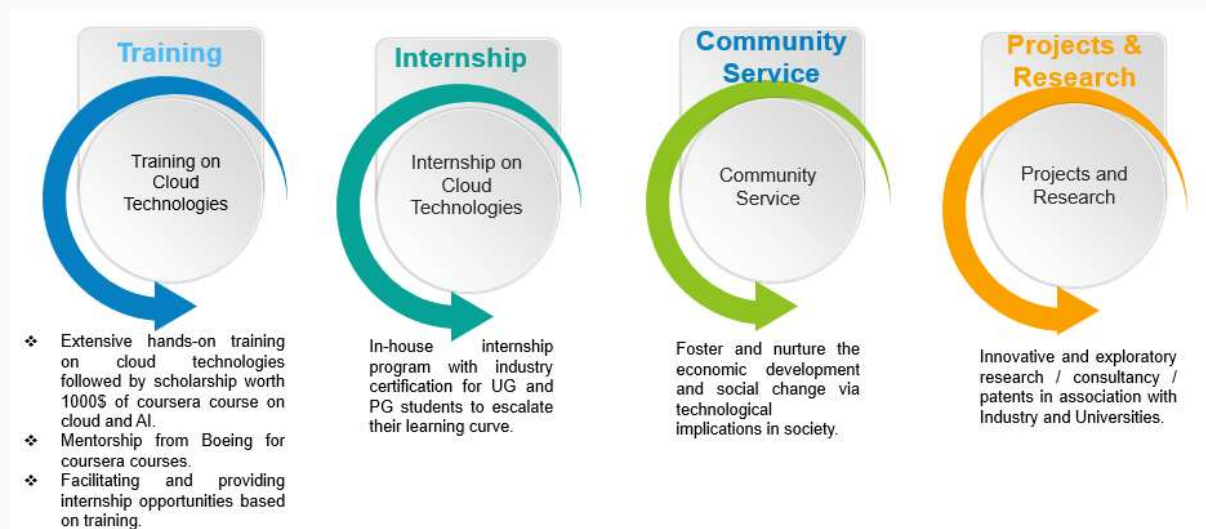 Training
Training on
Cloud
Technologies
❖ Extensive hands-on training
on cloud technologies
followed by scholarship worth
1000$ of coursera course on
cloud and AI.
❖ Mentorship from Boeing for
coursera courses.
❖ Facilitating and providing
internship opportunities based
on training.
Internship
Internship on
Cloud
Technologies
In-house internship
program with industry
certification for UG and
PG students to escalate
their learning curve.
Community
Service
Community
Service
Foster and nurture the
economic development
and social change via
technological
implications in society.
Projects &
Research
Projects and
Research
Innovative and exploratory
research / consultancy /
patents in association with
Industry and Universities.